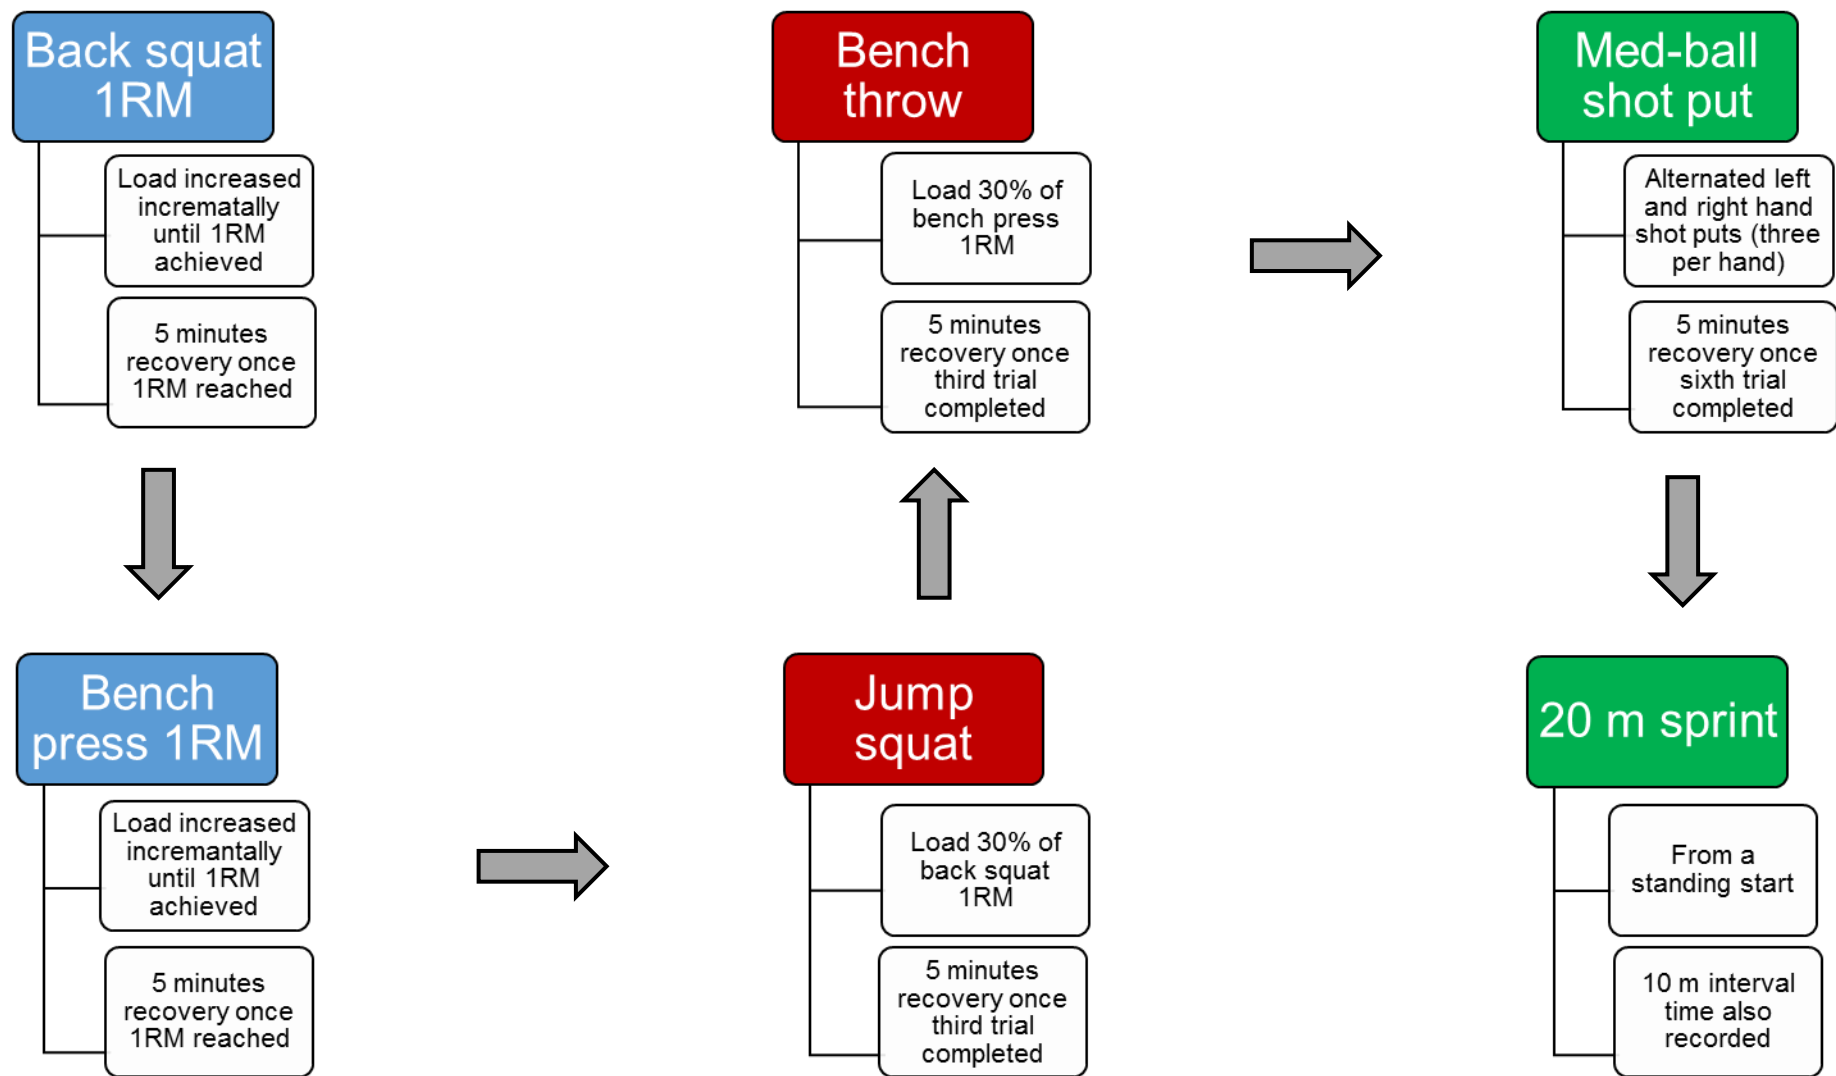 Back squat
1RM
Load increased
incrematally
until 1RM
achieved
5 minutes
recovery once
1RM reached
Bench
press 1RM
Load increased
incremantally
until 1RM
achieved
5 minutes
recovery once
1RM reached
Jump
squat
Load 30% of
back squat
1RM
5 minutes
recovery once
third trial
completed
Bench
throw
Load 30% of
bench press
1RM
5 minutes
recovery once
third trial
completed
Med-ball
shot put
Alternated left
and right hand
shot puts (three
per hand)
5 minutes
recovery once
sixth trial
completed
20 m sprint
From a
standing start
10 m interval
time also
recorded